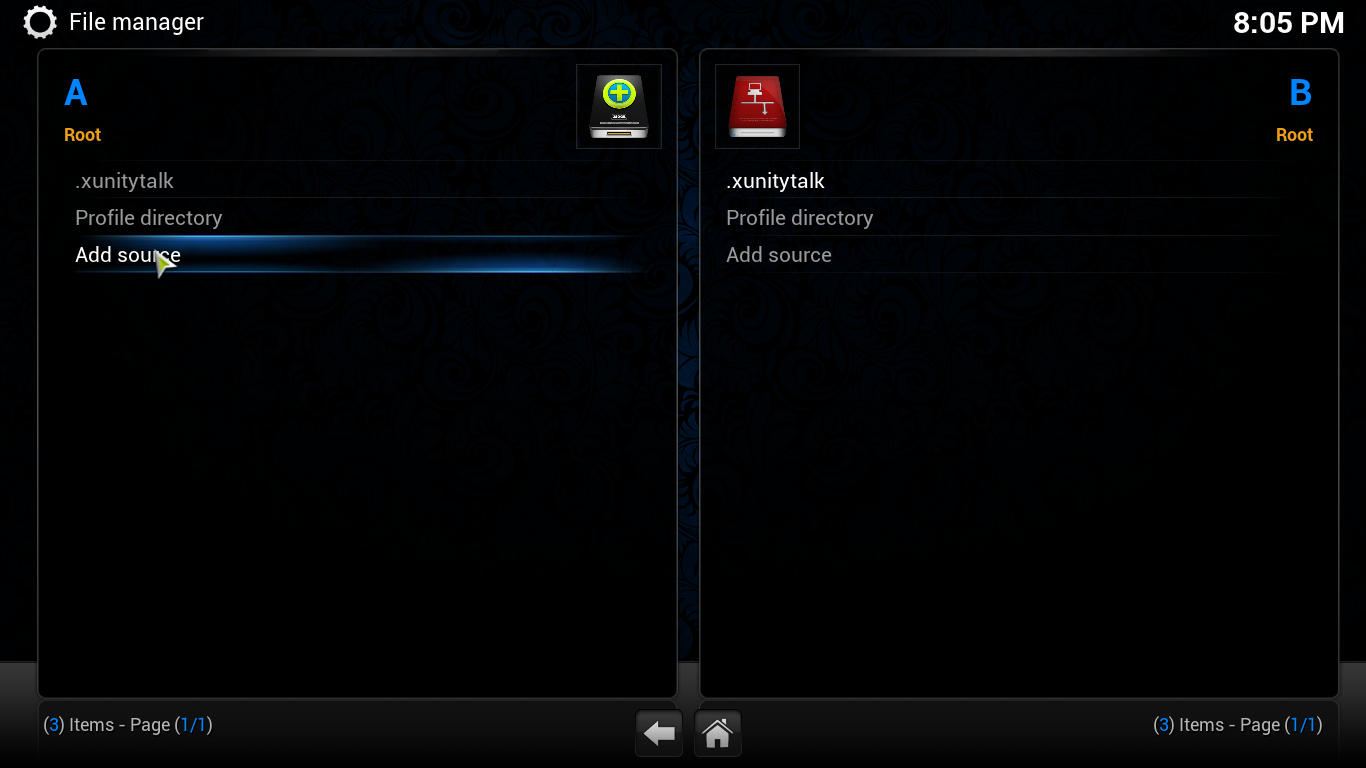 File manager
8:05 PM
A
Root
.xunitytalk
Profile directory
Add source
B
Root
.xunitytalk
Profile directory
Add source
(3) Items - Page (1/1)
(3) Items - Page (1/1)